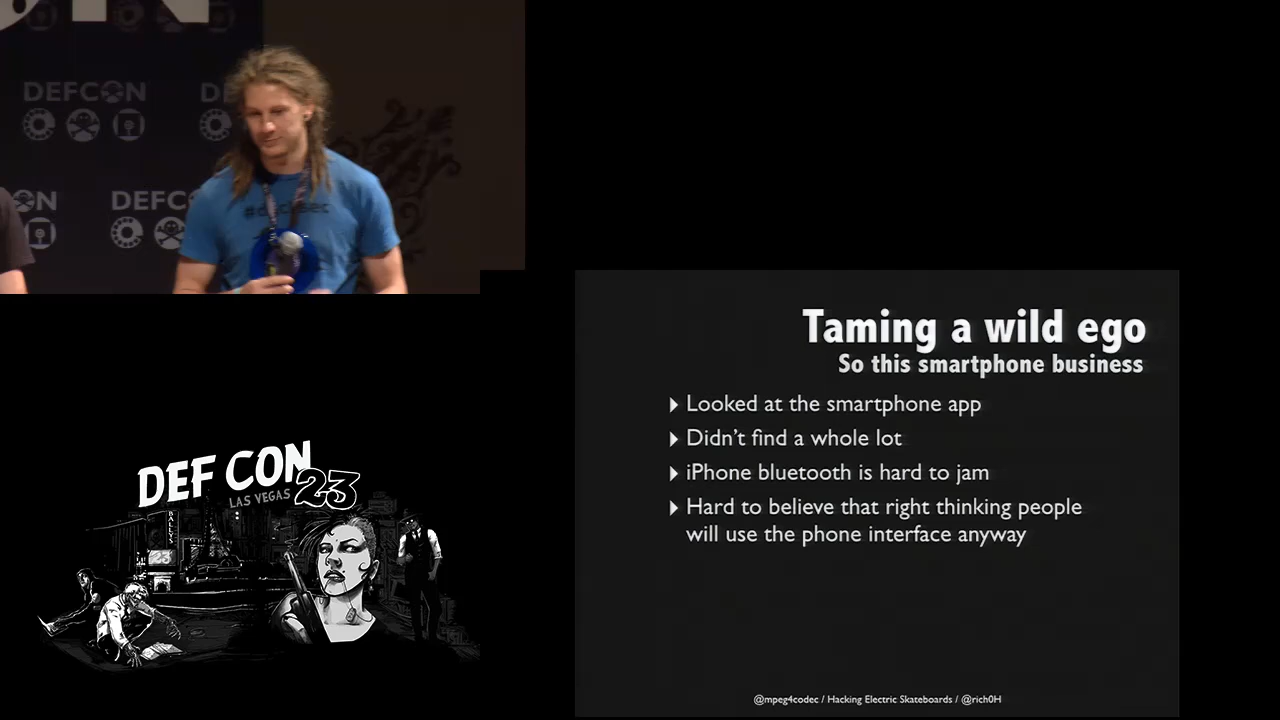 DEFCON
DEFCON
Taming a wild ego
So this smartphone business
Looked at the smartphone app
Didn't find a whole lot
iPhone bluetooth is hard to jam
Hard to believe that right thinking people
will use the phone interface anyway
@mpeg4codec / Hacking Electric Skateboards / @rich0H
DEF CON
LAS VEGAS 23
BALLYS